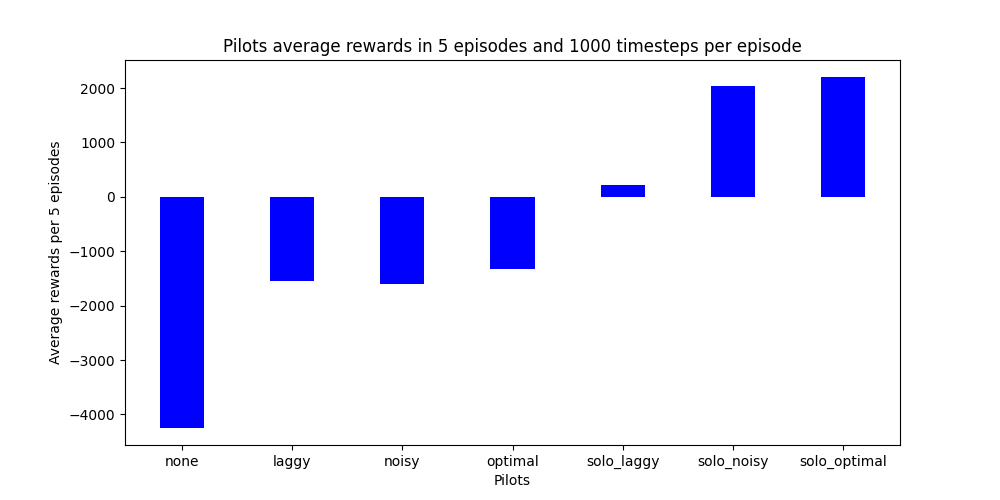 Pilots average rewards in 5 episodes and 1000 timesteps per episode
Average rewards per 5 episodes
2000
1000
0
−1000
−2000
−3000
−4000
none laggy noisy optimal solo_laggy solo_noisy solo_optimal
Pilots